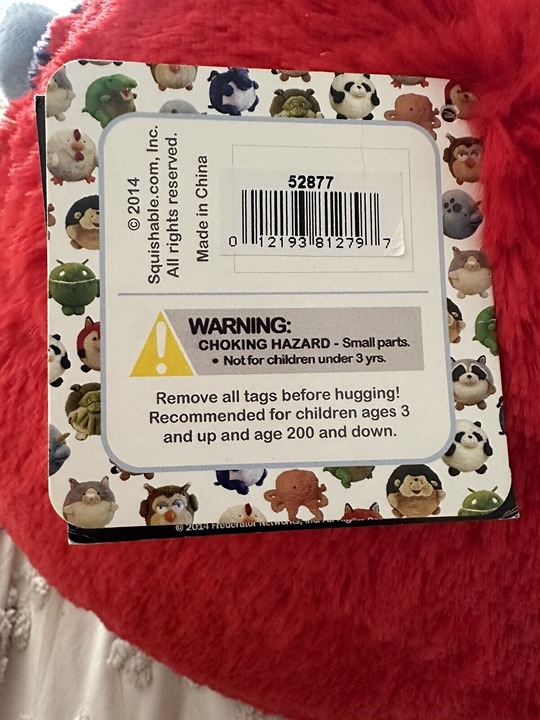 © 2014
Squishable.com, Inc.
All rights reserved.
Made in China
52877
0 12193 81279 7
WARNING:
CHOKING HAZARD - Small parts.
• Not for children under 3 yrs.
Remove all tags before hugging!
Recommended for children ages 3
and up and age 200 and down.
© 2014 Frederator Networks, Inc. All